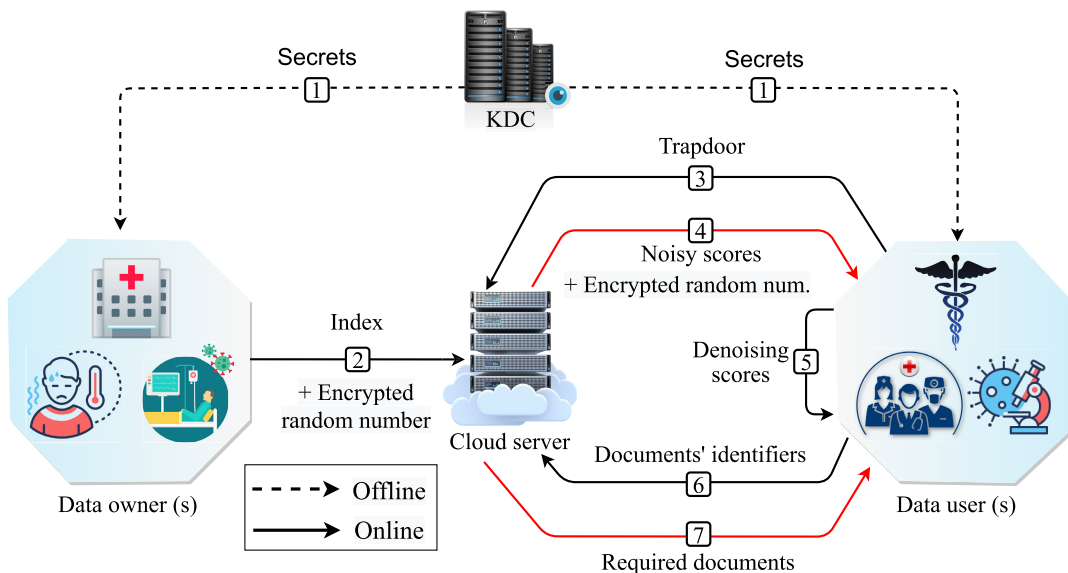 Secrets
1
KDC
Secrets
1
Trapdoor
3
4
Noisy scores
+ Encrypted random num.
Index
2
+ Encrypted
random number
Cloud server
Denoising
scores
5
Documents' identifiers
6
7
Required documents
Data owner (s)
Data user (s)
Offline
Online